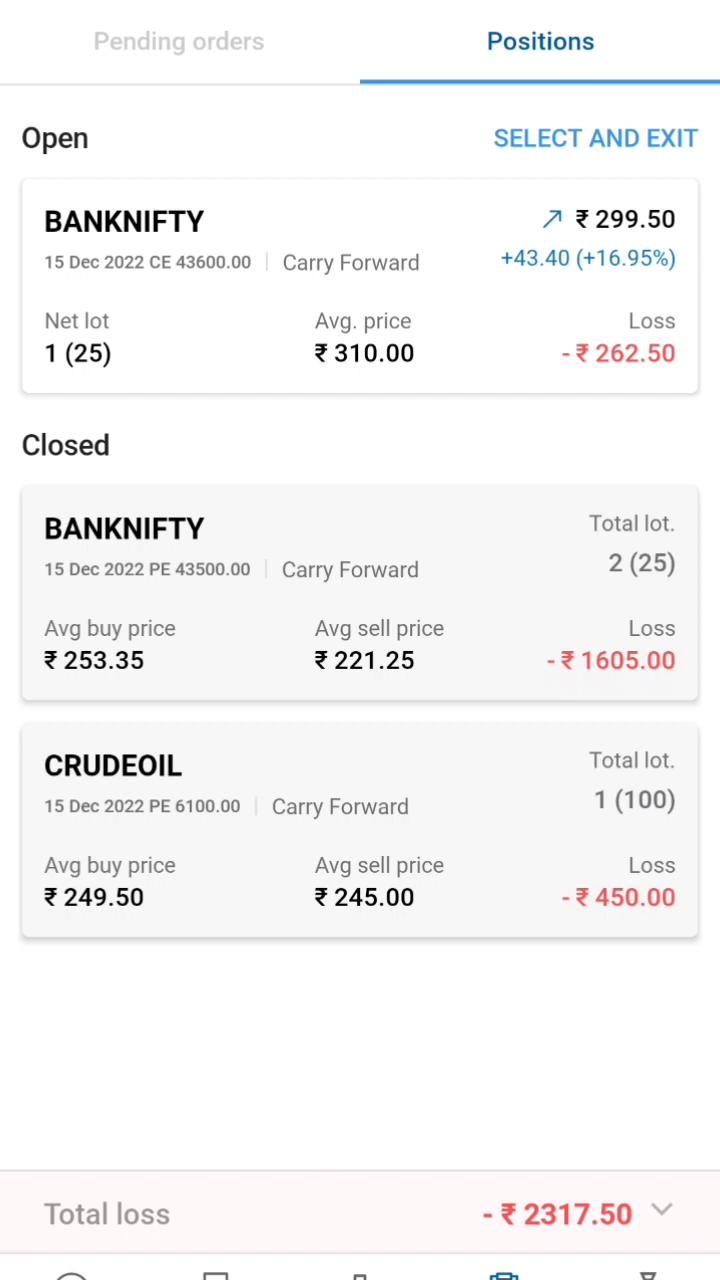 Pending orders
Positions
Open
SELECT AND EXIT
BANKNIFTY
₹ 299.50
15 Dec 2022 CE 43600.00 | Carry Forward
+43.40 (+16.95%)
Net lot
Avg. price
Loss
1 (25)
₹ 310.00
- ₹ 262.50
Closed
BANKNIFTY
Total lot.
15 Dec 2022 PE 43500.00 | Carry Forward
2 (25)
Avg buy price
Avg sell price
Loss
₹ 253.35
₹ 221.25
- ₹ 1605.00
CRUDEOIL
Total lot.
15 Dec 2022 PE 6100.00 | Carry Forward
1 (100)
Avg buy price
Avg sell price
Loss
₹ 249.50
₹ 245.00
- ₹ 450.00
Total loss
- ₹ 2317.50